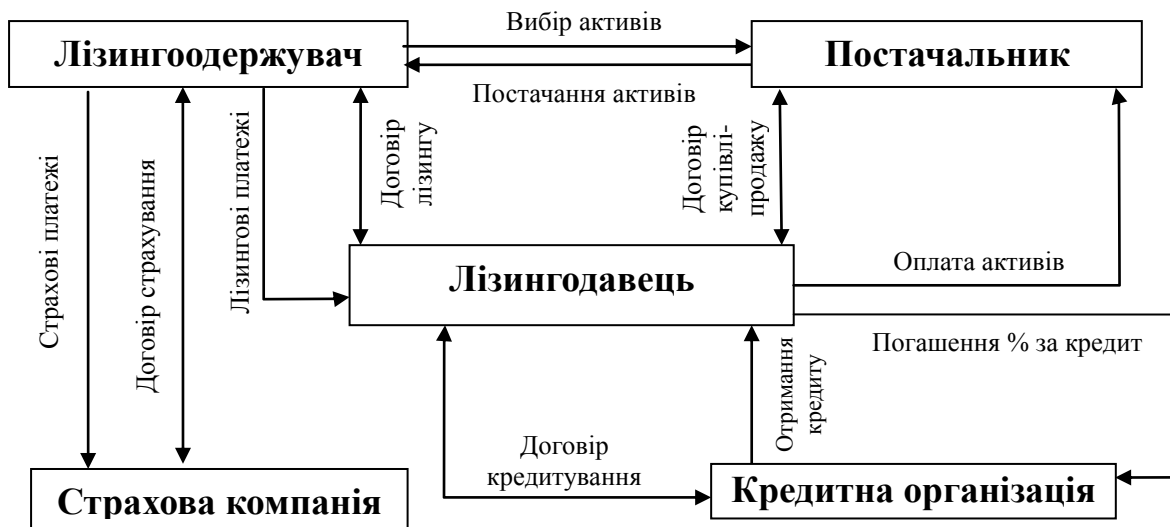 Вибір активів
Лізингоодержувач
Постачальник
Постачання активів
Страхові платежі
Договір страхування
Лізингові платежі
Договір
лізингу
Договір
купівлі-
продажу
Лізингодавець
Оплата активів
Погашення % за кредит
Отримання
кредиту
Договір
кредитування
Страхова компанія
Кредитна організація